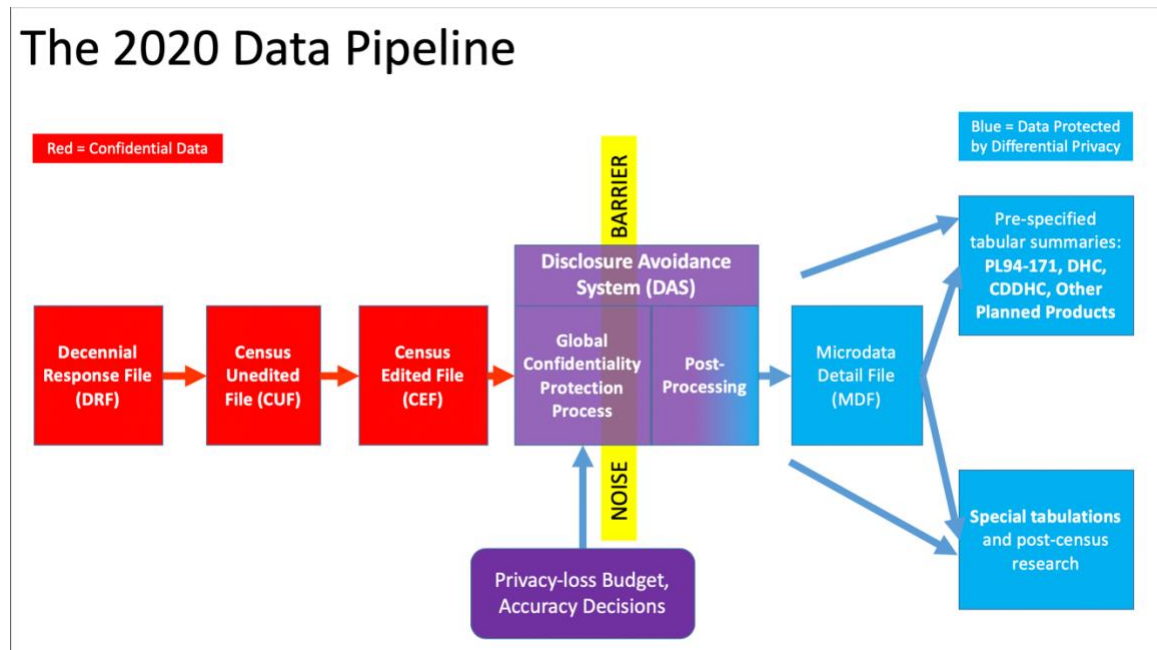 The 2020 Data Pipeline
Red = Confidential Data
Blue = Data Protected
by Differential Privacy
BARRIER
NOISE
Decennial
Response File
(DRF)
Census
Unedited
File (CUF)
Census
Edited File
(CEF)
Disclosure Avoidance
System (DAS)
Global
Confidentiality
Protection
Process
Post-
Processing
Privacy-loss Budget,
Accuracy Decisions
Microdata
Detail File
(MDF)
Pre-specified
tabular summaries:
PL94-171, DHC,
CDDHC, Other
Planned Products
Special tabulations
and post-census
research